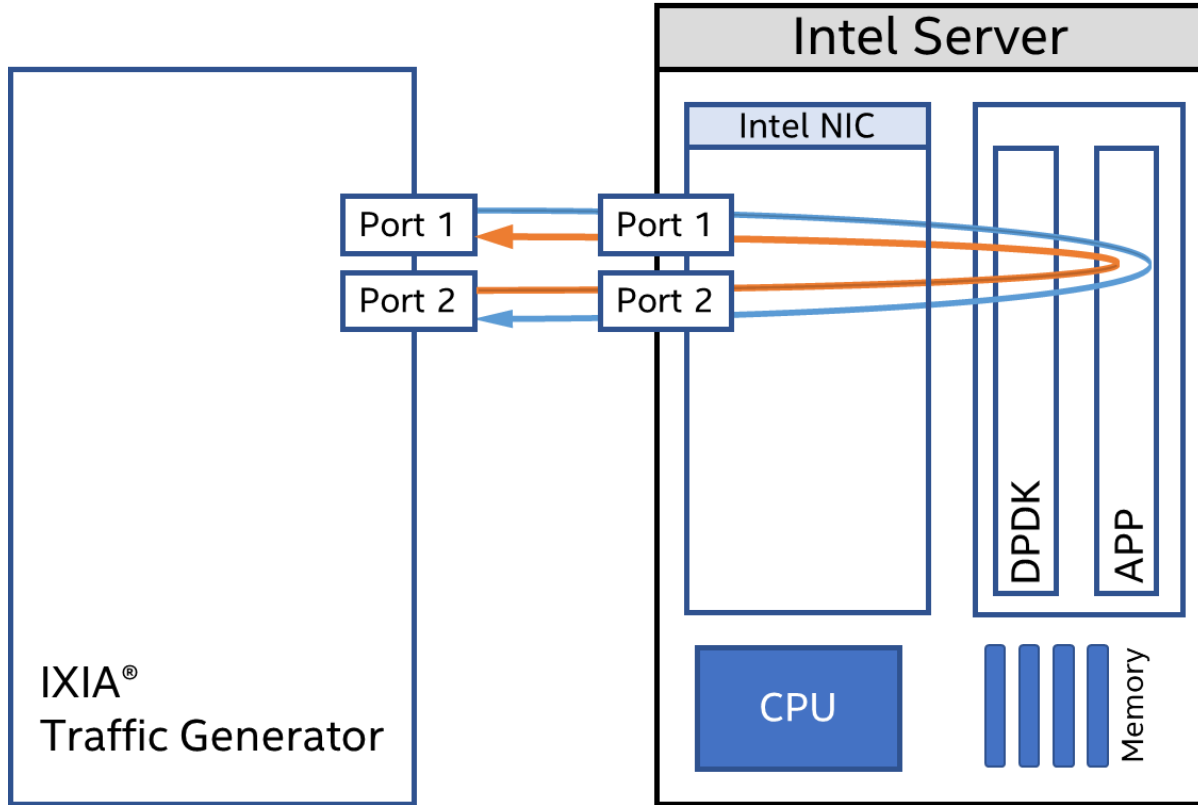 Intel Server
Intel NIC
Port 1
Port 1
Port 2
Port 2
DPDK
APP
IXIA®
Traffic Generator
CPU
Memory